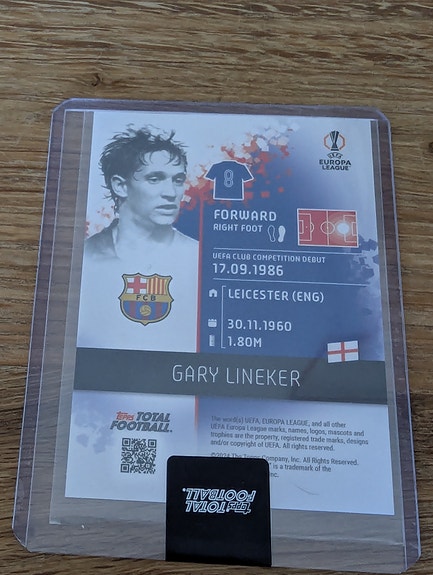 8
UEFA
EUROPA
LEAGUE
FORWARD
RIGHT FOOT
UEFA CLUB COMPETITION DEBUT
17.09.1986
FCB
LEICESTER (ENG)
30.11.1960
1.80M
GARY LINEKER
Topps TOTAL
FOOTBALL
The word(s) UEFA, EUROPA LEAGUE, and all other
UEFA Europa League marks, names, logos, mascots and
trophies are the property, registered trade marks, designs
and/or copyright of UEFA. All rights reserved.
©2024 The Topps Company, Inc. All Rights Reserved.
is a trademark of the
Inc.
Topps TOTAL
FOOTBALL